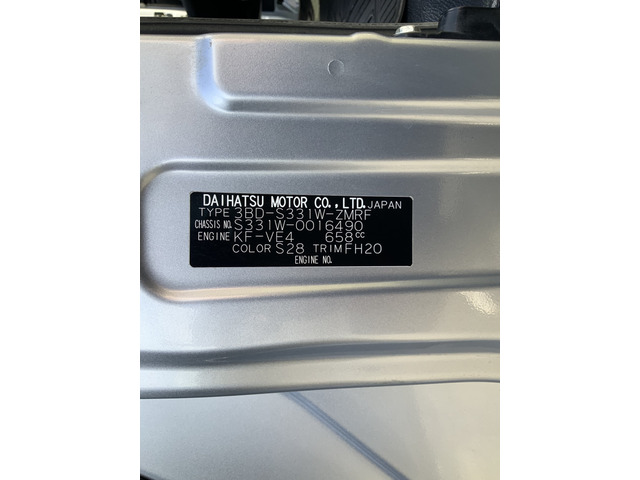 DAIHATSU MOTOR CO.,LTD.JAPAN
TYPE 3BD-S331W-ZMRF
CHASSIS NO. S331W-0016490
ENGINE KF-VE4 658cc
COLOR S28 TRIM FH20
ENGINE NO.